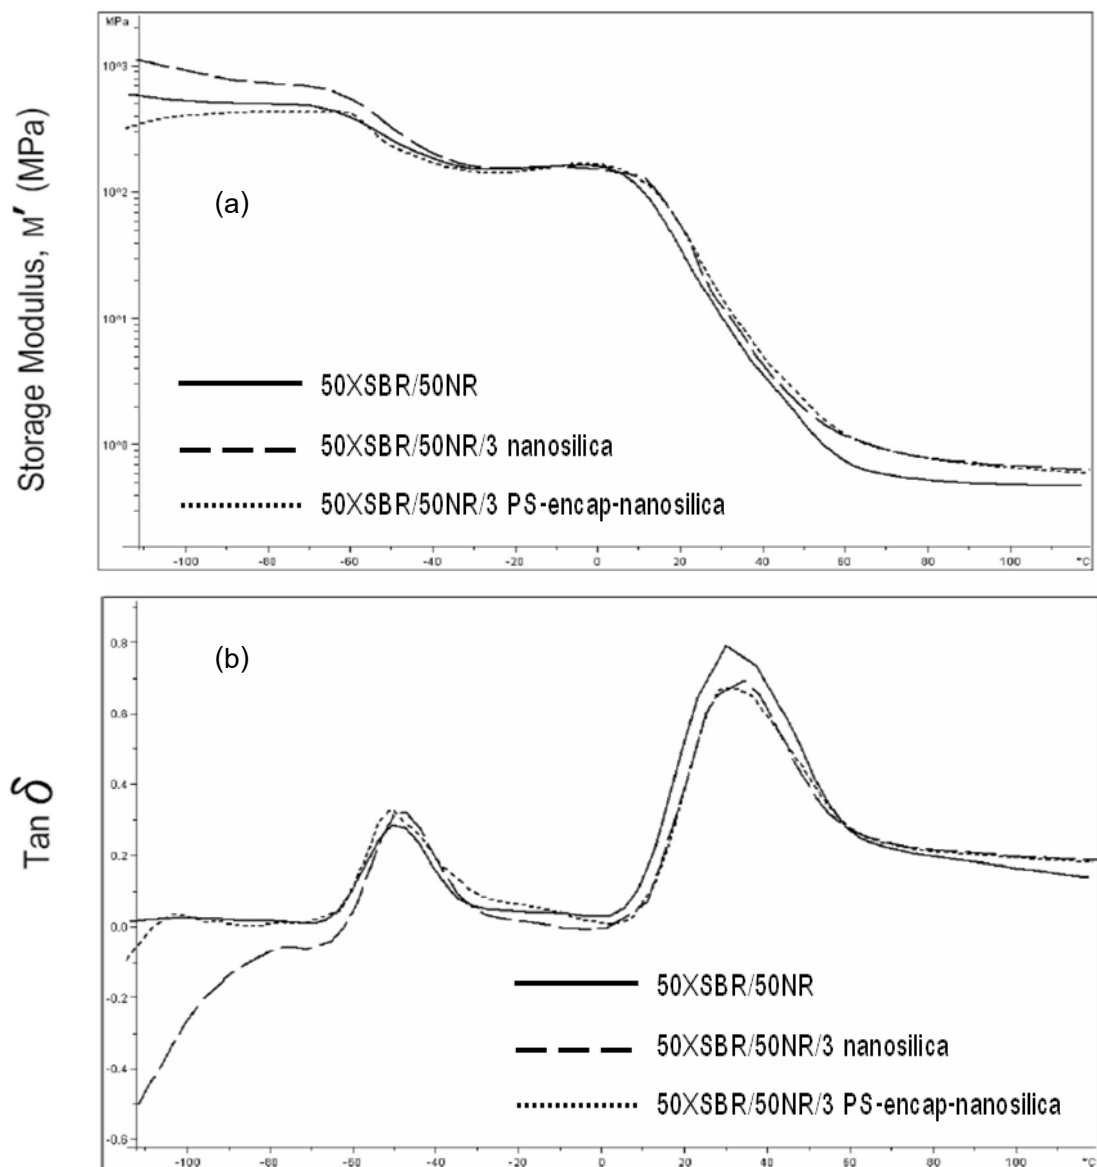 MPa
10^3
10^2
10^1
10^0
Storage Modulus, M' (MPa)
(a)
50XSBR/50NR
50XSBR/50NR/3 nanosilica
50XSBR/50NR/3 PS-encap-nanosilica
-100 -80 -60 -40 -20 0 20 40 60 80 100 °C
(b)
0.8
0.6
0.4
0.2
0.0
-0.2
-0.4
-0.6
Tan δ
50XSBR/50NR
50XSBR/50NR/3 nanosilica
50XSBR/50NR/3 PS-encap-nanosilica
-100 -80 -60 -40 -20 0 20 40 60 80 100 °C